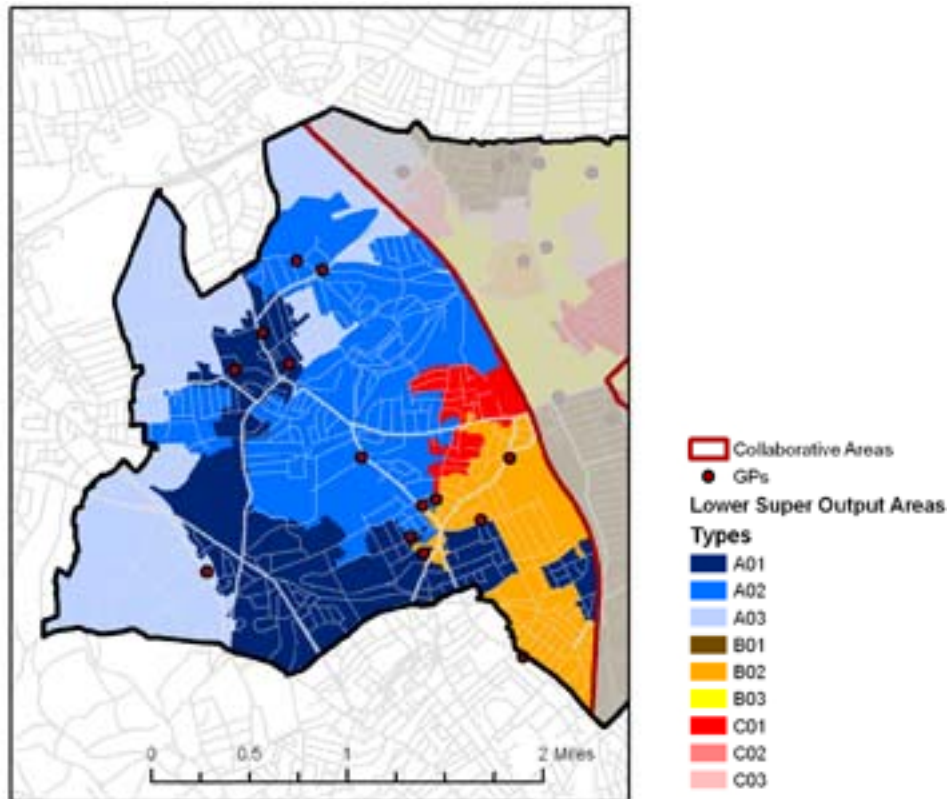 Collaborative Areas
GPs
Lower Super Output Areas
Types
A01
A02
A03
B01
B02
B03
C01
C02
C03
0 0.5 1 2 Miles